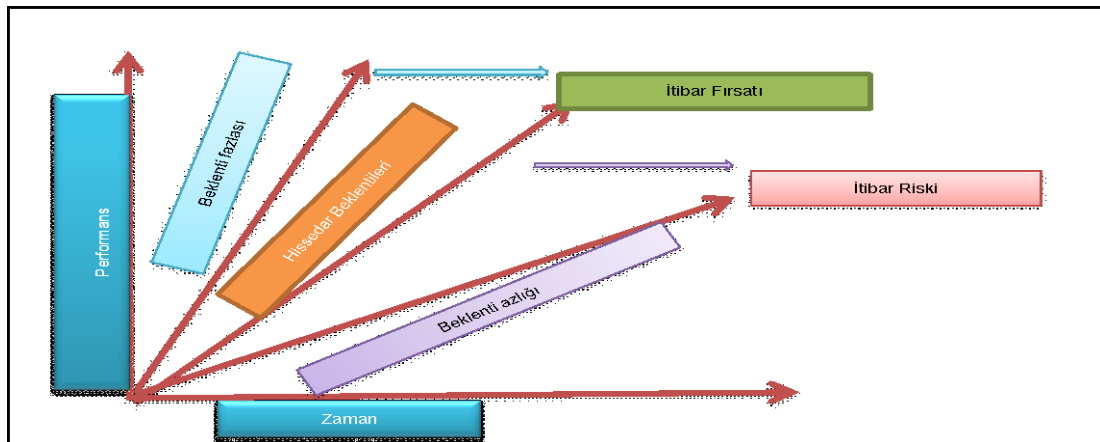 İtibar Fırsatı
Beklenti fazlası
Hissedar Beklentileri
İtibar Riski
Performans
Beklenti azlığı
Zaman